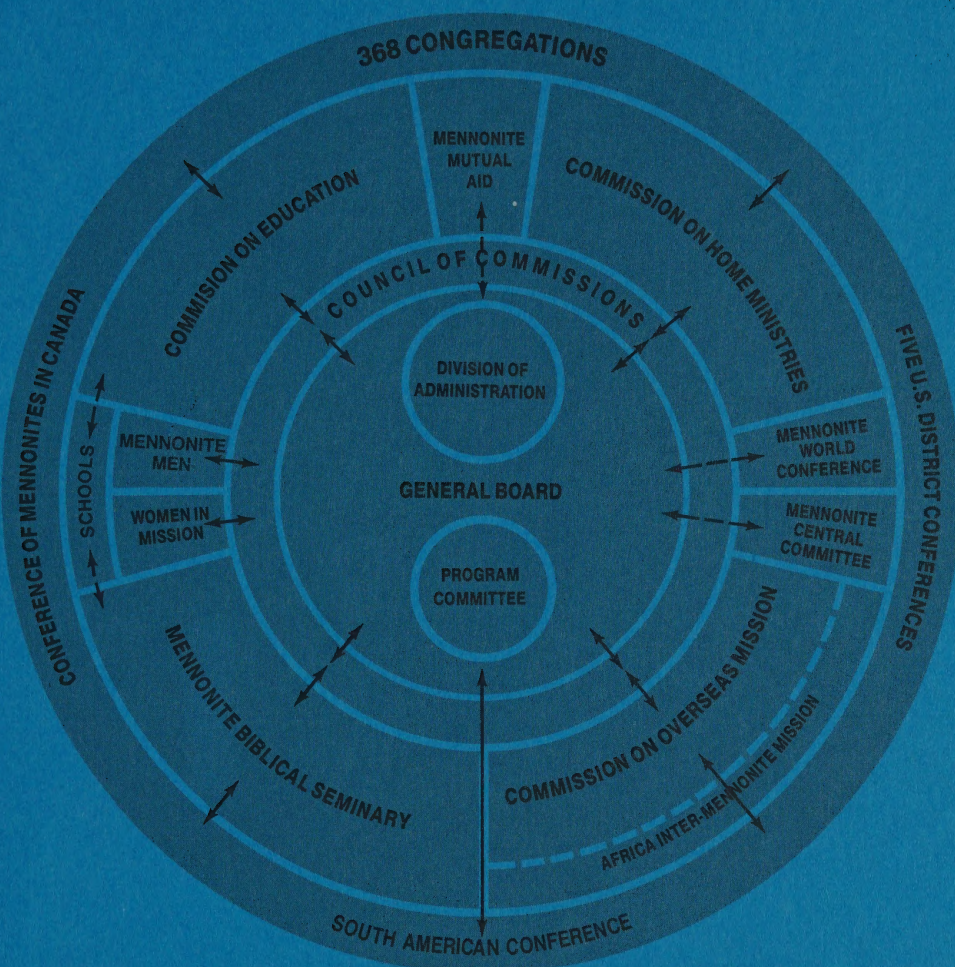 368 CONGREGATIONS
MENNONITE
MUTUAL
AID
COMMISION ON EDUCATION
COMMISSION ON HOME MINISTRIES
COUNCIL OF COMMISSIONS
CONFERENCE OF MENNONITES IN CANADA
FIVE U.S. DISTRICT CONFERENCES
DIVISION OF
ADMINISTRATION
SCHOOLS
MENNONITE
MEN
WOMEN IN
MISSION
GENERAL BOARD
MENNONITE
WORLD
CONFERENCE
MENNONITE
CENTRAL
COMMITTEE
PROGRAM
COMMITTEE
MENNONITE BIBLICAL SEMINARY
COMMISSION ON OVERSEAS MISSION
AFRICA INTER-MENNONITE MISSION
SOUTH AMERICAN CONFERENCE